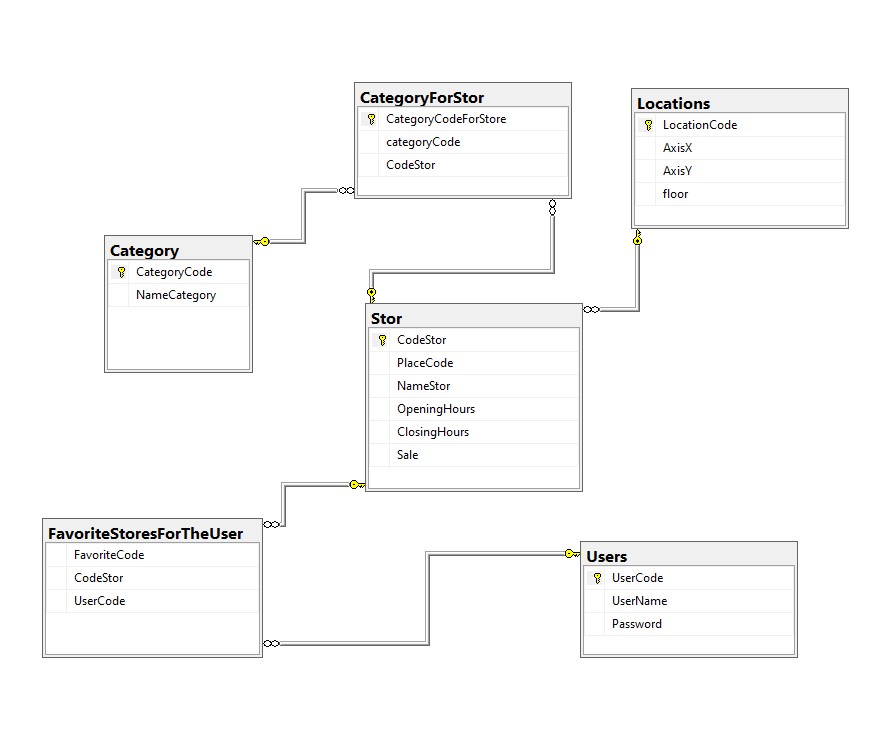 CategoryForStor
CategoryCodeForStore
categoryCode
CodeStor
Locations
LocationCode
AxisX
AxisY
floor
Category
CategoryCode
NameCategory
Stor
CodeStor
PlaceCode
NameStor
OpeningHours
ClosingHours
Sale
FavoriteStoresForTheUser
FavoriteCode
CodeStor
UserCode
Users
UserCode
UserName
Password